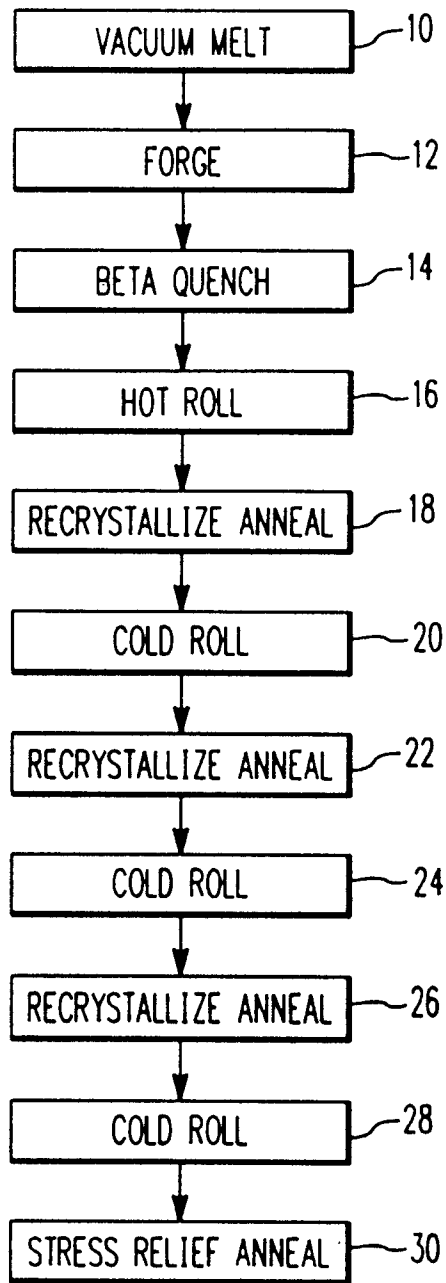 VACUUM MELT 10
FORGE 12
BETA QUENCH 14
HOT ROLL 16
RECRYSTALLIZE ANNEAL 18
COLD ROLL 20
RECRYSTALLIZE ANNEAL 22
COLD ROLL 24
RECRYSTALLIZE ANNEAL 26
COLD ROLL 28
STRESS RELIEF ANNEAL 30